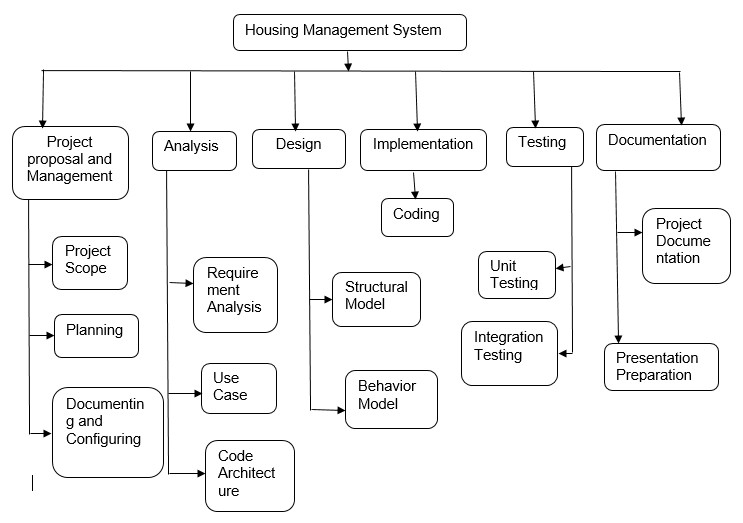 Housing Management System
Project
proposal and
Management
Analysis
Design
Implementation
Testing
Documentation
Coding
Project
Scope
Planning
Documentin
g and
Configuring
Require
ment
Analysis
Use
Case
Code
Architect
ure
Structural
Model
Behavior
Model
Unit
Testing
Integration
Testing
Project
Docume
ntation
Presentation
Preparation